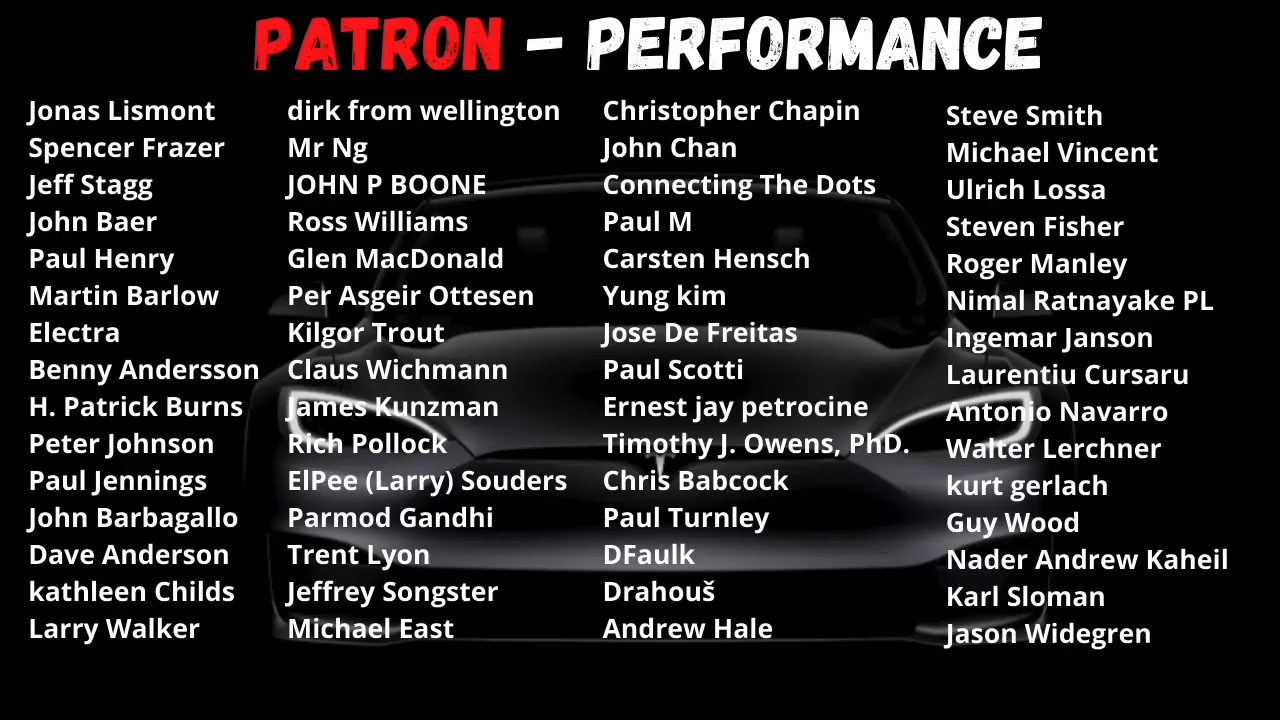 PATRON - PERFORMANCE
Jonas Lismont
Spencer Frazer
Jeff Stagg
John Baer
Paul Henry
Martin Barlow
Electra
Benny Andersson
H. Patrick Burns
Peter Johnson
Paul Jennings
John Barbagallo
Dave Anderson
kathleen Childs
Larry Walker
dirk from wellington
Mr Ng
JOHN P BOONE
Ross Williams
Glen MacDonald
Per Asgeir Ottesen
Kilgor Trout
Claus Wichmann
James Kunzman
Rich Pollock
ElPee (Larry) Souders
Parmod Gandhi
Trent Lyon
Jeffrey Songster
Michael East
Christopher Chapin
John Chan
Connecting The Dots
Paul M
Carsten Hensch
Yung kim
Jose De Freitas
Paul Scotti
Ernest jay petrocine
Timothy J. Owens, PhD.
Chris Babcock
Paul Turnley
DFaulk
Drahouš
Andrew Hale
Steve Smith
Michael Vincent
Ulrich Lossa
Steven Fisher
Roger Manley
Nimal Ratnayake PL
Ingemar Janson
Laurentiu Cursaru
Antonio Navarro
Walter Lerchner
kurt gerlach
Guy Wood
Nader Andrew Kaheil
Karl Sloman
Jason Widegren